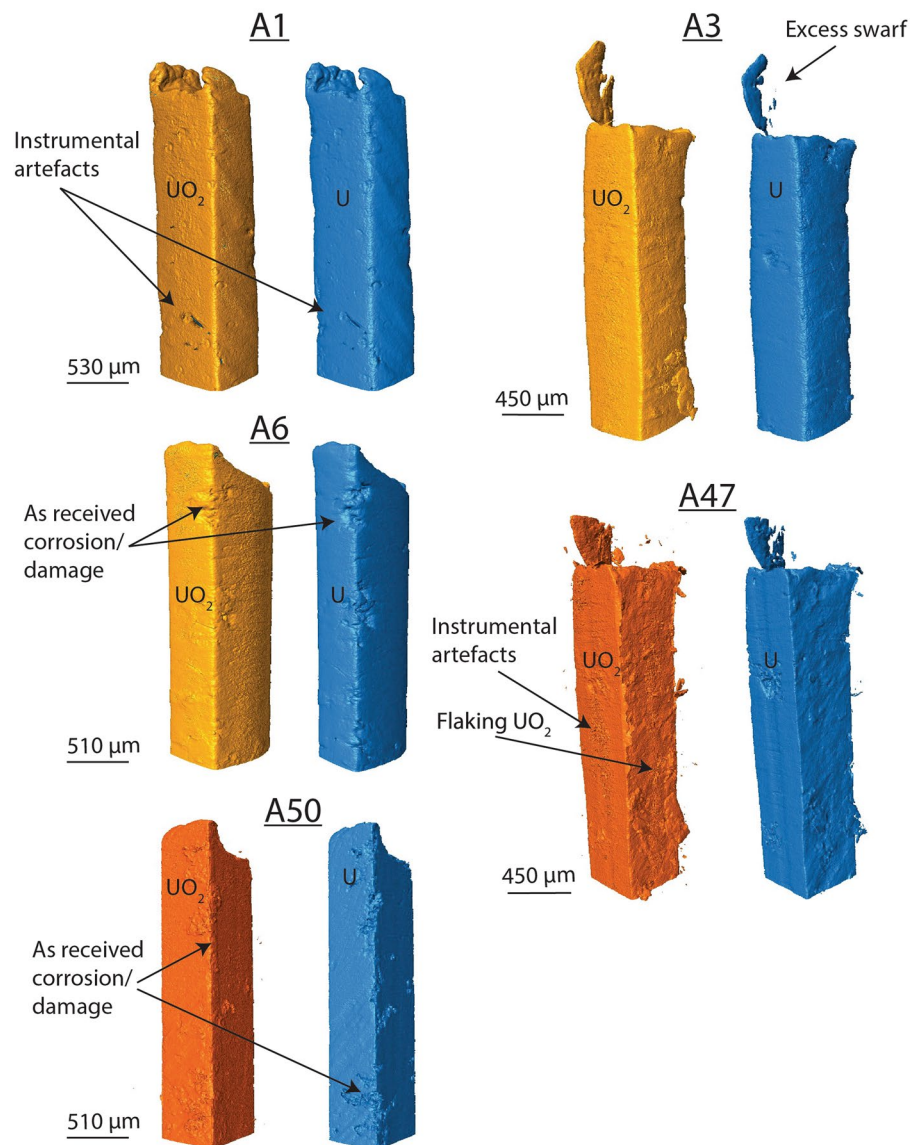 A1
Instrumental
artefacts
UO₂
U
530 µm
A3
Excess swarf
UO₂
U
450 µm
A6
As received
corrosion/
damage
UO₂
U
510 µm
A47
Instrumental
artefacts
UO₂
U
Flaking UO₂
450 µm
A50
UO₂
U
As received
corrosion/
damage
510 µm